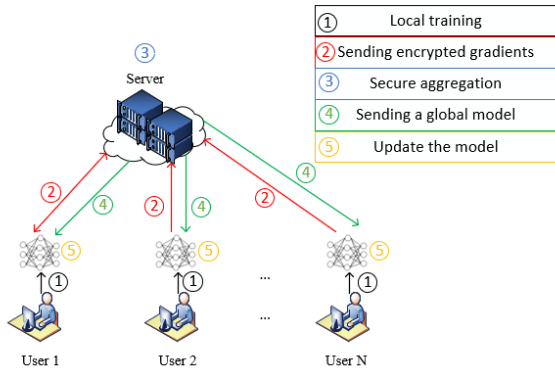 ① Local training
② Sending encrypted gradients
③ Secure aggregation
④ Sending a global model
⑤ Update the model
③
Server
② ④ ② ④ ② ④
⑤ ⑤ ⑤
① ① ... ①
...
User 1 User 2 User N